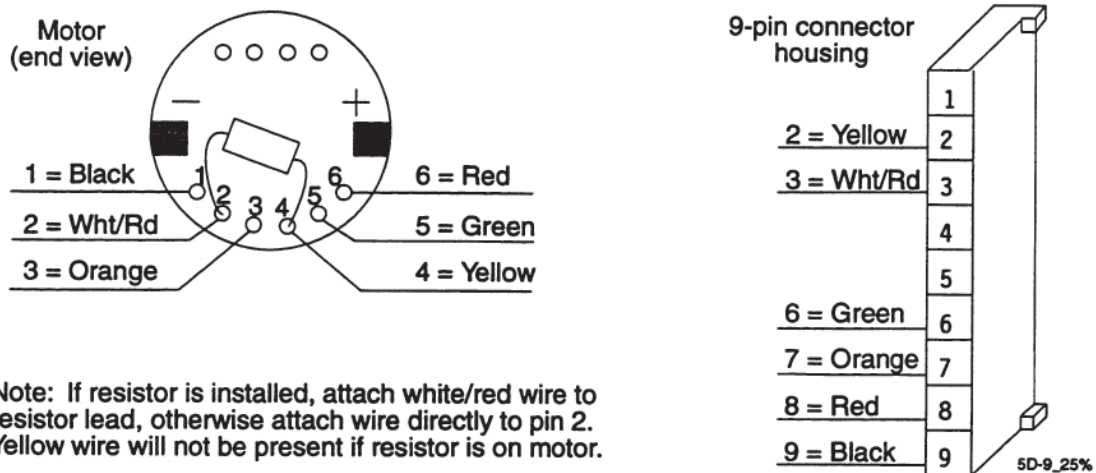 Motor
(end view)
− +
1 = Black
2 = Wht/Rd
3 = Orange
1 2 3 4 5 6
6 = Red
5 = Green
4 = Yellow
Note: If resistor is installed, attach white/red wire to
resistor lead, otherwise attach wire directly to pin 2.
Yellow wire will not be present if resistor is on motor.
9-pin connector
housing
1
2 = Yellow 2
3 = Wht/Rd 3
4
5
6 = Green 6
7 = Orange 7
8 = Red 8
9 = Black 9
5D-9_25%